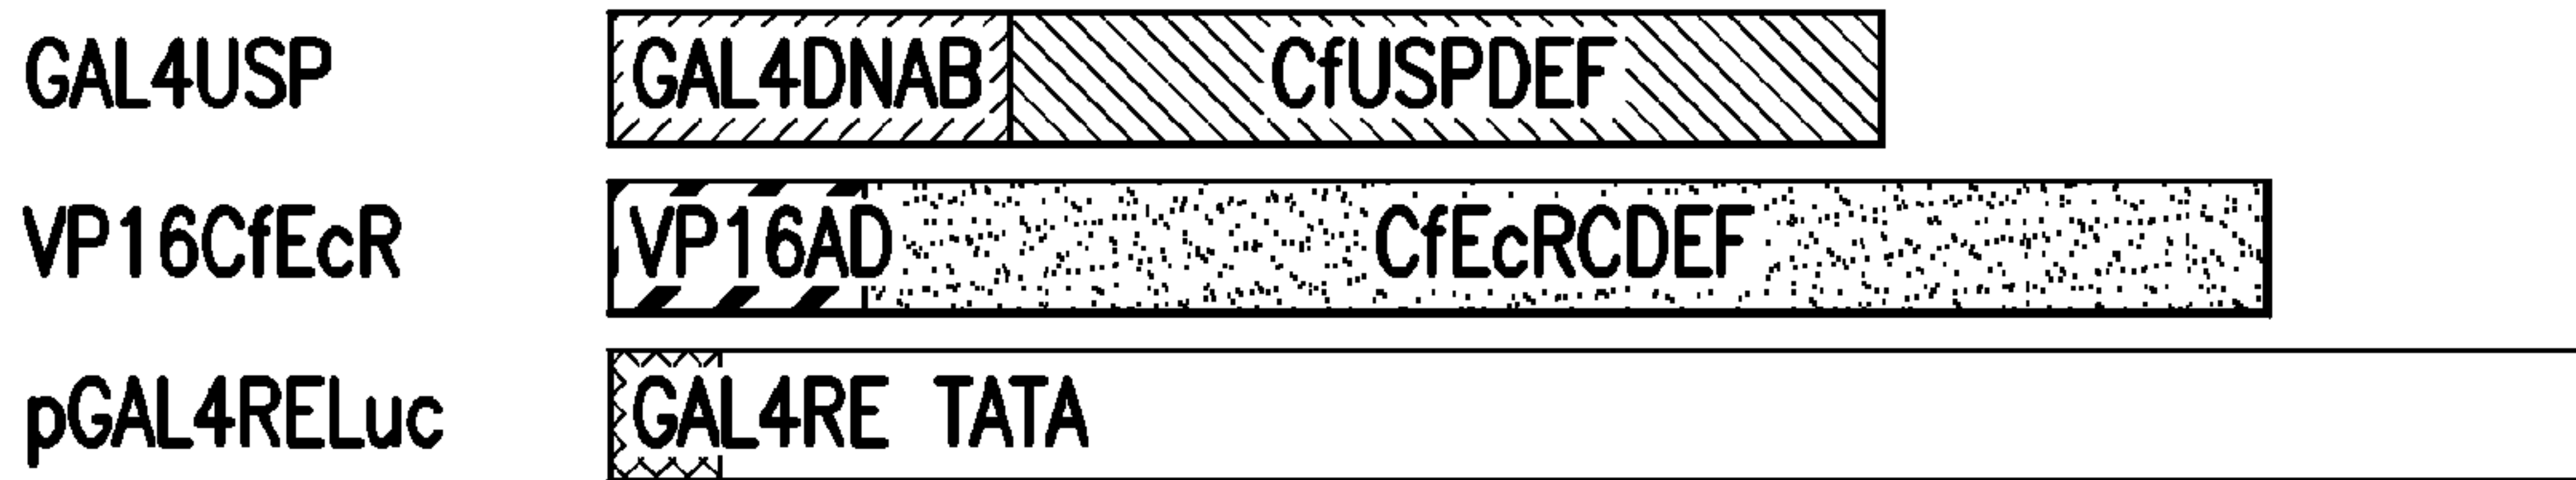 GAL4USP GAL4DNAB CfUSPDEF
VP16CfEcR VP16AD CfEcRCDEF
pGAL4RELuc GAL4RE TATA